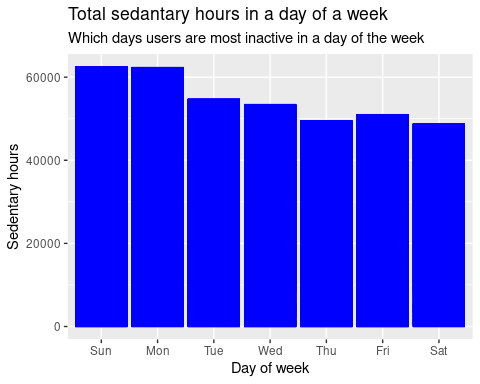 Total sedantary hours in a day of a week
Which days users are most inactive in a day of the week
Sedentary hours
60000
40000
20000
0
Sun Mon Tue Wed Thu Fri Sat
Day of week